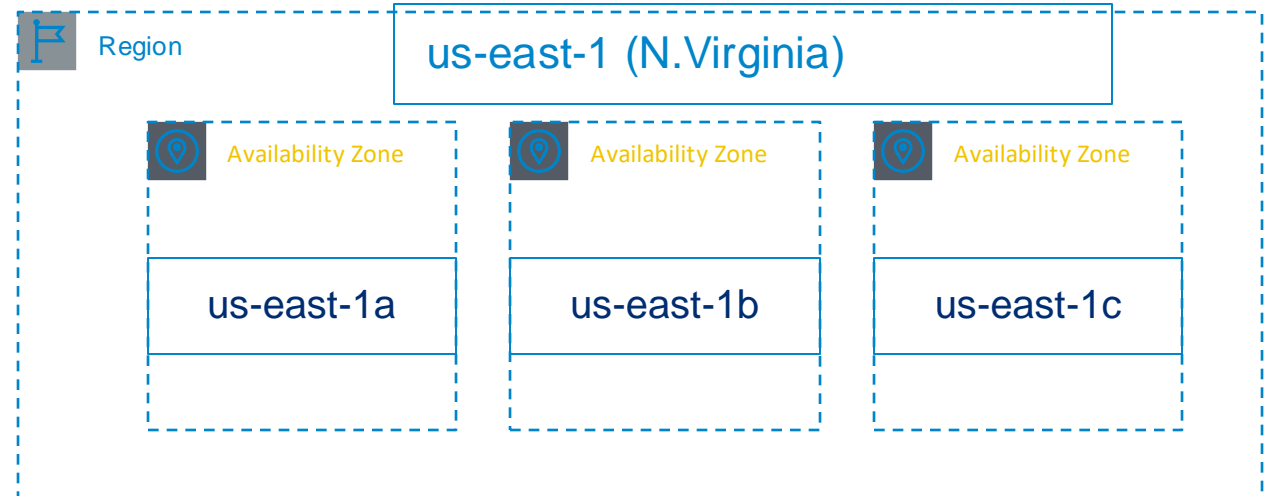 Region
us-east-1 (N.Virginia)
Availability Zone
Availability Zone
Availability Zone
us-east-1a
us-east-1b
us-east-1c